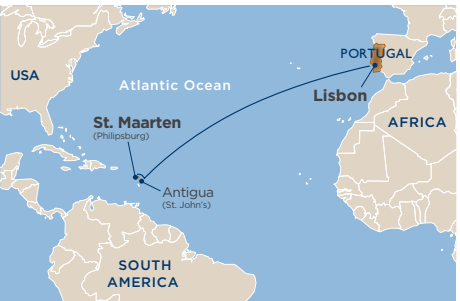 PORTUGAL
USA
Atlantic Ocean
Lisbon
St. Maarten
(Philipsburg)
AFRICA
Antigua
(St. John's)
SOUTH
AMERICA